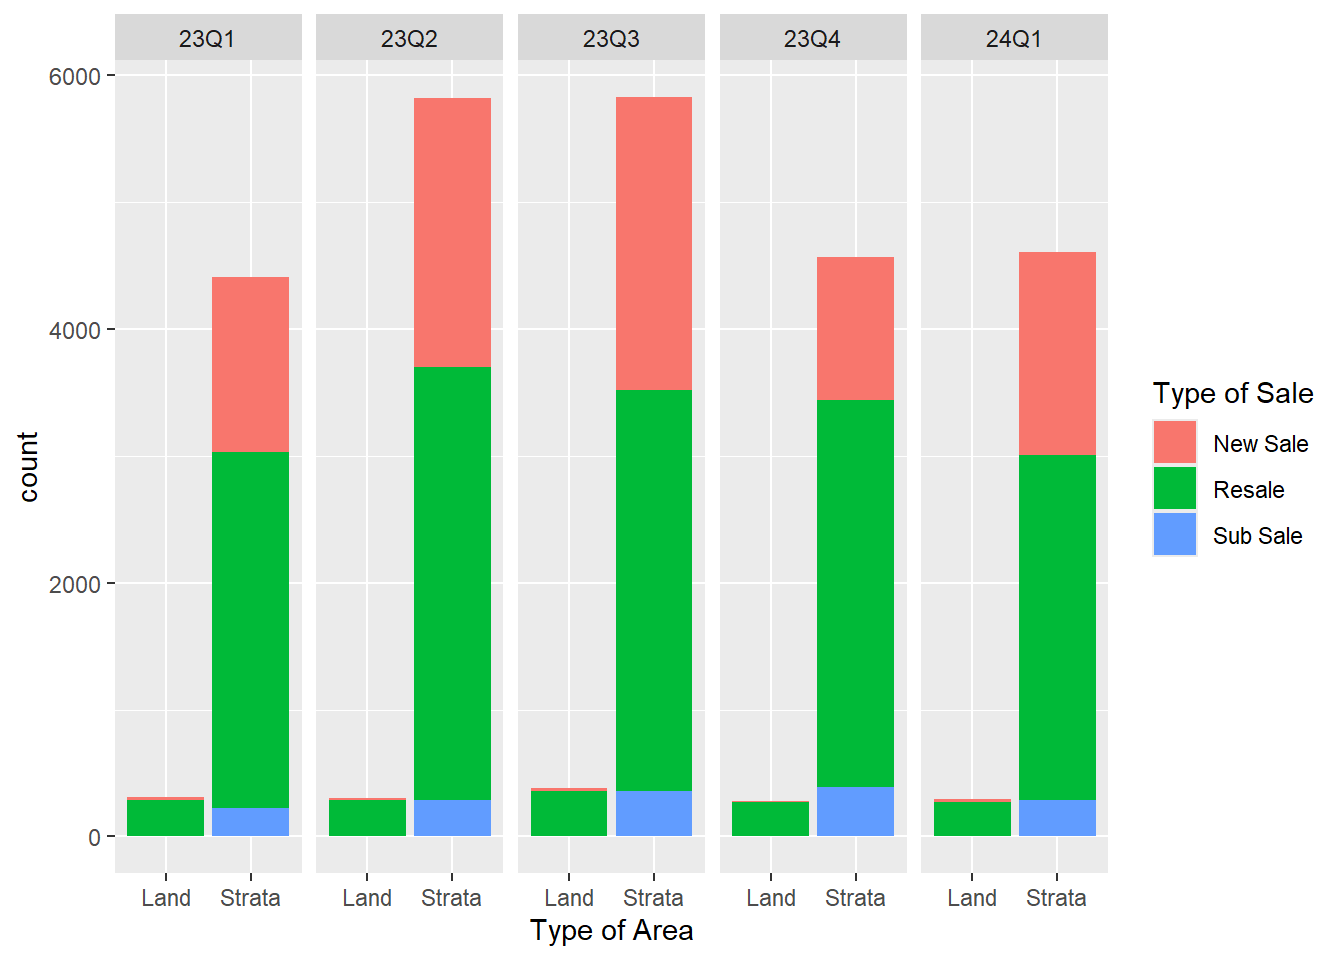 23Q1 23Q2 23Q3 23Q4 24Q1
6000
4000
2000
0
count
Land Strata Land Strata Land Strata Land Strata Land Strata
Type of Area
Type of Sale
New Sale
Resale
Sub Sale